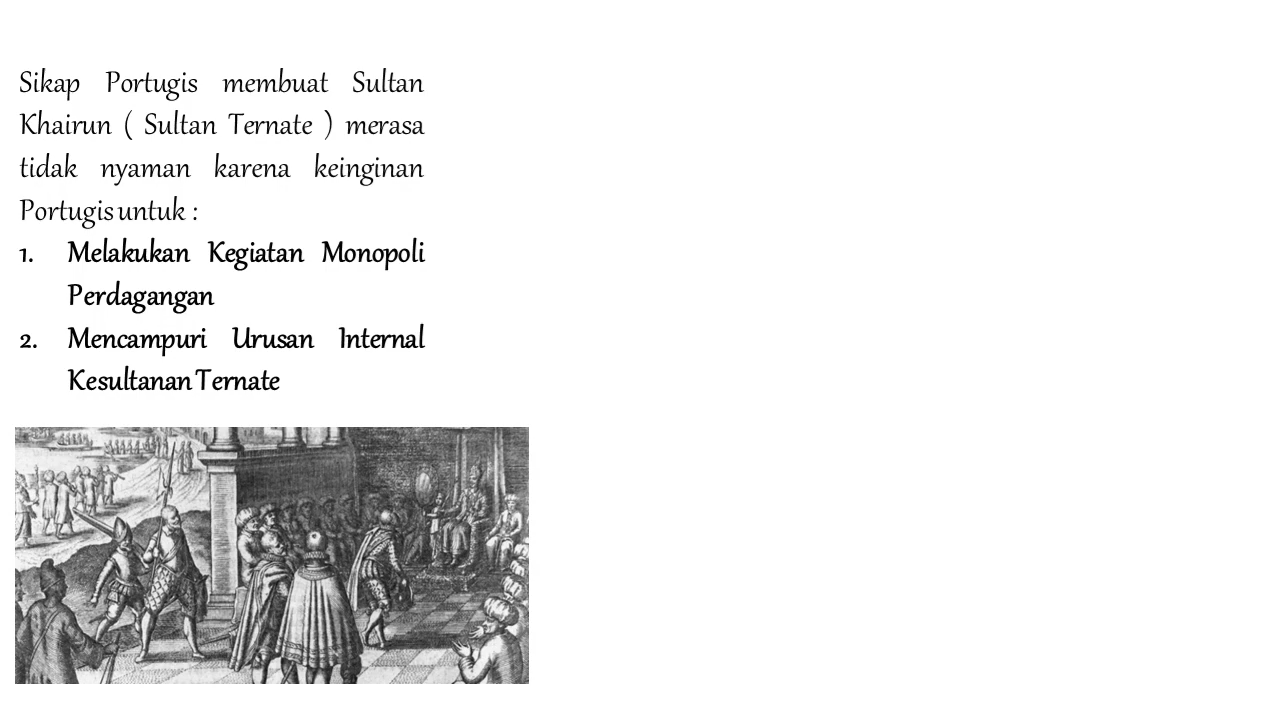 Sikap Portugis membuat Sultan
Khairun ( Sultan Ternate ) merasa
tidak nyaman karena keinginan
Portugis untuk :
1. Melakukan Kegiatan Monopoli
Perdagangan
2. Mencampuri Urusan Internal
Kesultanan Ternate